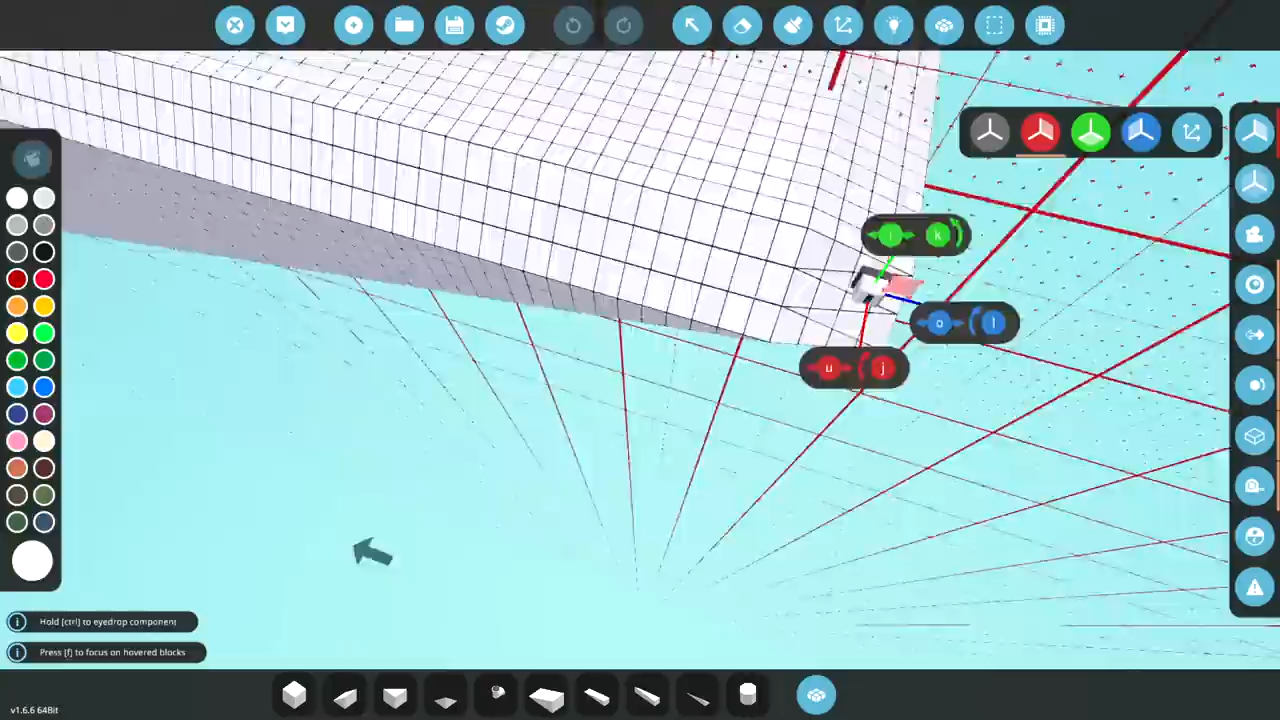 i k
o l
u j
Hold [ctrl] to eyedrop component
Press [f] to focus on hovered blocks
v1.6.6 64Bit